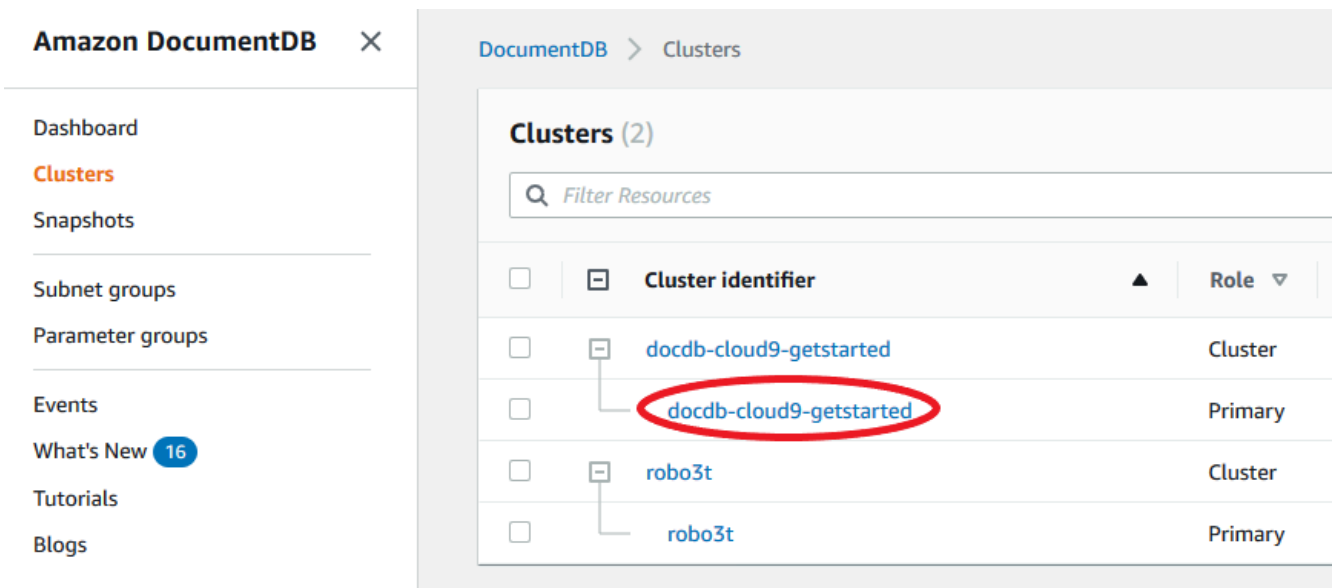 Amazon DocumentDB
Dashboard
Clusters
Snapshots
Subnet groups
Parameter groups
Events
What's New 16
Tutorials
Blogs
DocumentDB > Clusters
Clusters (2)
Filter Resources
Cluster identifier Role
docdb-cloud9-getstarted Cluster
docdb-cloud9-getstarted Primary
robo3t Cluster
robo3t Primary